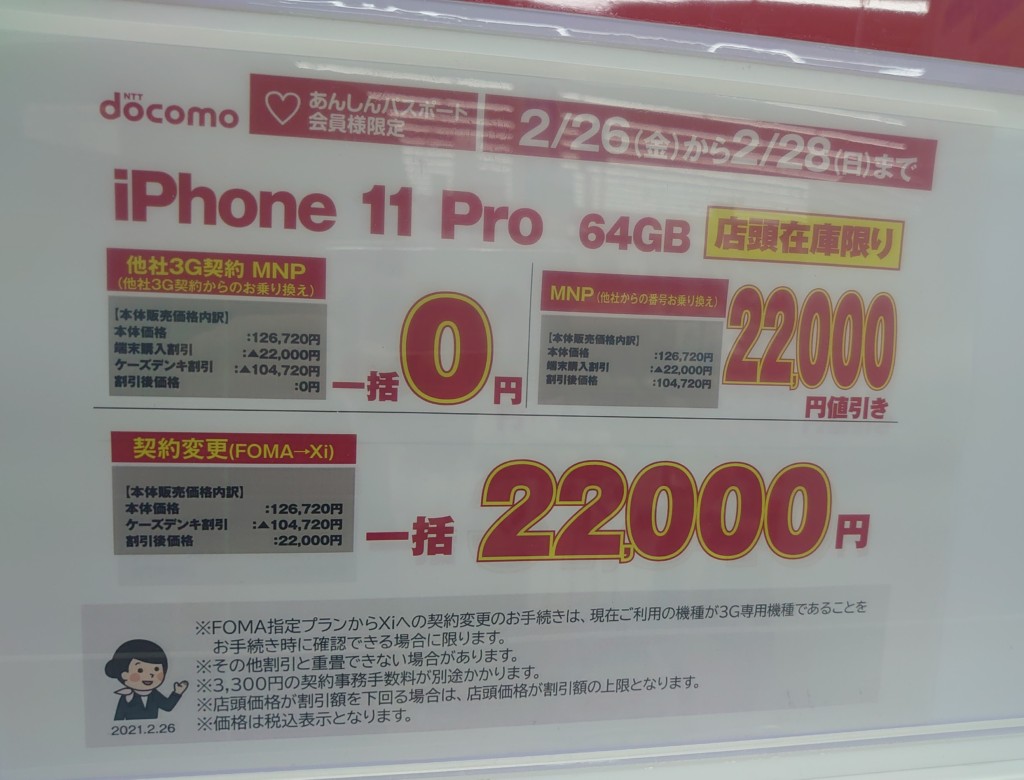 NTT
docomo
♡ あんしんパスポート
会員様限定
2/26(金)から2/28(日)まで
iPhone 11 Pro 64GB 店頭在庫限り
他社3G契約 MNP
(他社3G契約からのお乗り換え)
【本体販売価格内訳】
本体価格 :126,720円
端末購入割引 :▲22,000円
ケーズデンキ割引 :▲104,720円
割引後価格 :0円
一括0円
MNP(他社からの番号お乗り換え)
【本体販売価格内訳】
本体価格 :126,720円
端末購入割引 :▲22,000円
割引後価格 :104,720円
22,000
円値引き
契約変更(FOMA→Xi)
【本体販売価格内訳】
本体価格 :126,720円
ケーズデンキ割引 :▲104,720円
割引後価格 :22,000円
一括22,000円
※FOMA指定プランからXiへの契約変更のお手続きは、現在ご利用の機種が3G専用機種であることを
お手続き時に確認できる場合に限ります。
※その他割引と重畳できない場合があります。
※3,300円の契約事務手数料が別途かかります。
※店頭価格が割引額を下回る場合は、店頭価格が割引額の上限となります。
※価格は税込表示となります。
2021.2.26